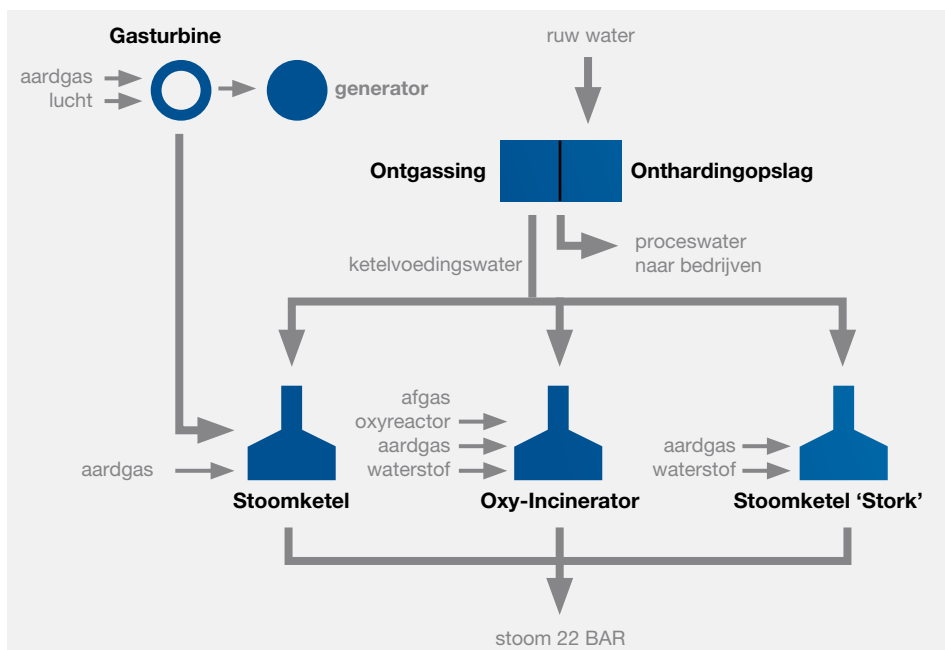 Gasturbine
ruw water
aardgas
lucht
generator
Ontgassing
Onthardingopslag
proceswater
naar bedrijven
ketelvoedingswater
afgas
oxyreactor
aardgas
waterstof
aardgas
waterstof
aardgas
Stoomketel
Oxy-Incinerator
Stoomketel ‘Stork’
stoom 22 BAR